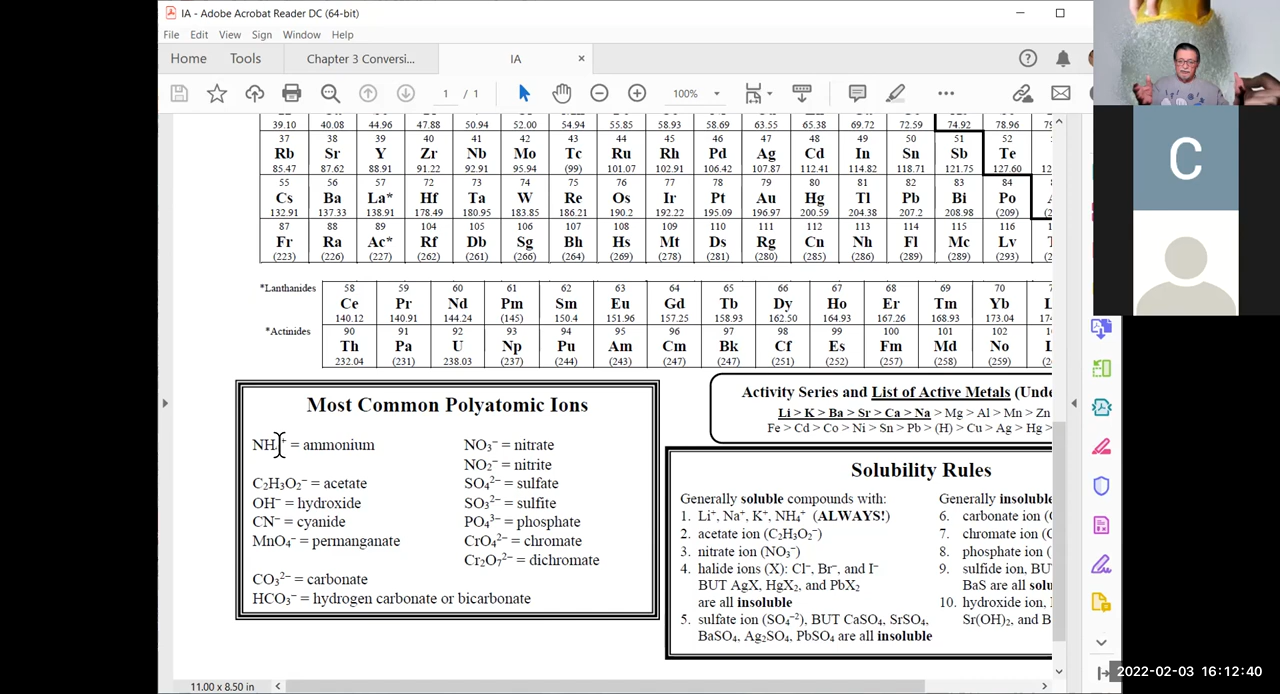 IA - Adobe Acrobat Reader DC (64-bit)
File Edit View Sign Window Help
Home Tools Chapter 3 Conversi... IA ×
1 / 1 100%
39.10 40.08 44.96 47.88 50.94 52.00 54.94 55.85 58.93 58.69 63.55 65.38 69.72 72.59 74.92 78.96
37 38 39 40 41 42 43 44 45 46 47 48 49 50 51 52
Rb Sr Y Zr Nb Mo Tc Ru Rh Pd Ag Cd In Sn Sb Te
85.47 87.62 88.91 91.22 92.91 95.94 (99) 101.07 102.91 106.42 107.87 112.41 114.82 118.71 121.75 127.60
55 56 57 72 73 74 75 76 77 78 79 80 81 82 83 84
Cs Ba La* Hf Ta W Re Os Ir Pt Au Hg Tl Pb Bi Po
132.91 137.33 138.91 178.49 180.95 183.85 186.21 190.2 192.22 195.09 196.97 200.59 204.38 207.2 208.98 (209)
87 88 89 104 105 106 107 108 109 110 111 112 113 114 115 116
Fr Ra Ac* Rf Db Sg Bh Hs Mt Ds Rg Cn Nh Fl Mc Lv
(223) (226) (227) (262) (261) (266) (264) (269) (278) (281) (280) (285) (286) (289) (289) (293)
*Lanthanides 58 59 60 61 62 63 64 65 66 67 68 69 70
Ce Pr Nd Pm Sm Eu Gd Tb Dy Ho Er Tm Yb
140.12 140.91 144.24 (145) 150.4 151.96 157.25 158.93 162.50 164.93 167.26 168.93 173.04
*Actinides 90 91 92 93 94 95 96 97 98 99 100 101 102
Th Pa U Np Pu Am Cm Bk Cf Es Fm Md No
232.04 (231) 238.03 (237) (244) (243) (247) (247) (251) (252) (257) (258) (259)
Most Common Polyatomic Ions
NH₄⁺ = ammonium
C₂H₃O₂⁻ = acetate
OH⁻ = hydroxide
CN⁻ = cyanide
MnO₄⁻ = permanganate
CO₃²⁻ = carbonate
HCO₃⁻ = hydrogen carbonate or bicarbonate
NO₃⁻ = nitrate
NO₂⁻ = nitrite
SO₄²⁻ = sulfate
SO₃²⁻ = sulfite
PO₄³⁻ = phosphate
CrO₄²⁻ = chromate
Cr₂O₇²⁻ = dichromate
Activity Series and List of Active Metals (Unde
Li > K > Ba > Sr > Ca > Na > Mg > Al > Mn > Zn
Fe > Cd > Co > Ni > Sn > Pb > (H) > Cu > Ag > Hg >
Solubility Rules
Generally soluble compounds with:
1. Li⁺, Na⁺, K⁺, NH₄⁺ (ALWAYS!)
2. acetate ion (C₂H₃O₂⁻)
3. nitrate ion (NO₃⁻)
4. halide ions (X): Cl⁻, Br⁻, and I⁻
BUT AgX, HgX₂, and PbX₂
are all insoluble
5. sulfate ion (SO₄⁻²), BUT CaSO₄, SrSO₄,
BaSO₄, Ag₂SO₄, PbSO₄ are all insoluble
Generally insoluble
6. carbonate ion (
7. chromate ion (
8. phosphate ion (
9. sulfide ion, BU
BaS are all solu
10. hydroxide ion,
Sr(OH)₂, and B
11.00 x 8.50 in
C
2022-02-03 16:12:40